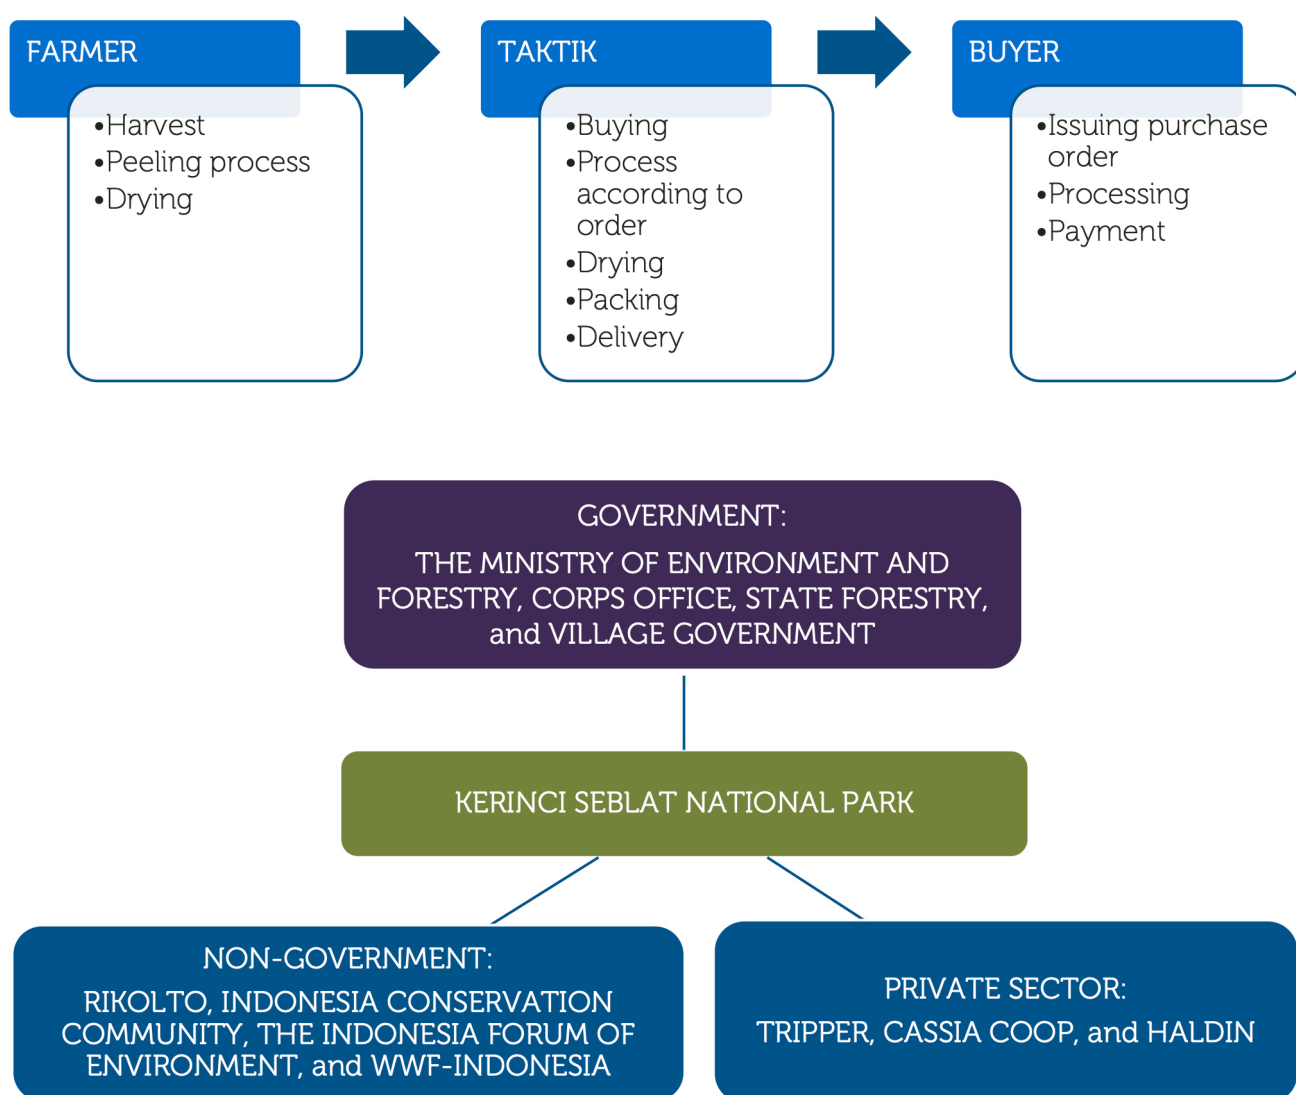 FARMER
•Harvest
•Peeling process
•Drying
TAKTIK
•Buying
•Process
according to
order
•Drying
•Packing
•Delivery
BUYER
•Issuing purchase
order
•Processing
•Payment
GOVERNMENT:
THE MINISTRY OF ENVIRONMENT AND
FORESTRY, CORPS OFFICE, STATE FORESTRY,
and VILLAGE GOVERNMENT
KERINCI SEBLAT NATIONAL PARK
NON-GOVERNMENT:
RIKOLTO, INDONESIA CONSERVATION
COMMUNITY, THE INDONESIA FORUM OF
ENVIRONMENT, and WWF-INDONESIA
PRIVATE SECTOR:
TRIPPER, CASSIA COOP, and HALDIN